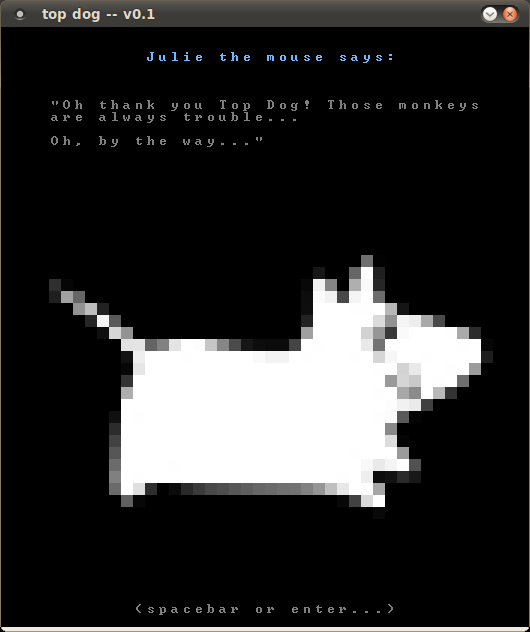 top dog -- v0.1
Julie the mouse says:
"Oh thank you Top Dog! Those monkeys
are always trouble...
Oh, by the way..."
(spacebar or enter...)